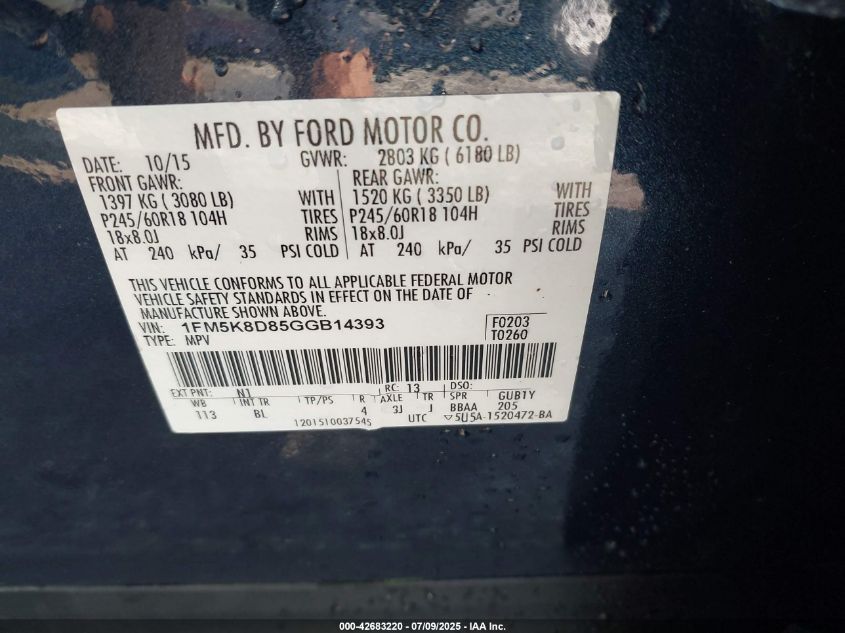 MFD. BY FORD MOTOR CO.
DATE: 10/15 GVWR: 2803 KG ( 6180 LB)
FRONT GAWR: REAR GAWR:
1397 KG ( 3080 LB) WITH 1520 KG ( 3350 LB) WITH
P245/60R18 104H TIRES P245/60R18 104H TIRES
18x8.0J RIMS 18x8.0J RIMS
AT 240 kPa/ 35 PSI COLD AT 240 kPa/ 35 PSI COLD
THIS VEHICLE CONFORMS TO ALL APPLICABLE FEDERAL MOTOR
VEHICLE SAFETY STANDARDS IN EFFECT ON THE DATE OF
MANUFACTURE SHOWN ABOVE.
VIN: 1FM5K8D85GGB14393 F0203
TYPE: MPV T0260
EXT PNT: N1 RC: 13 DSO:
WB INT TR TP/PS R AXLE TR SPR GUB1Y
113 BL 4 3J J BBAA 205
120151003754S UTC ▽5U5A-1520472-BA
000-42683220 / 07/09/2025 - IAA Inc.